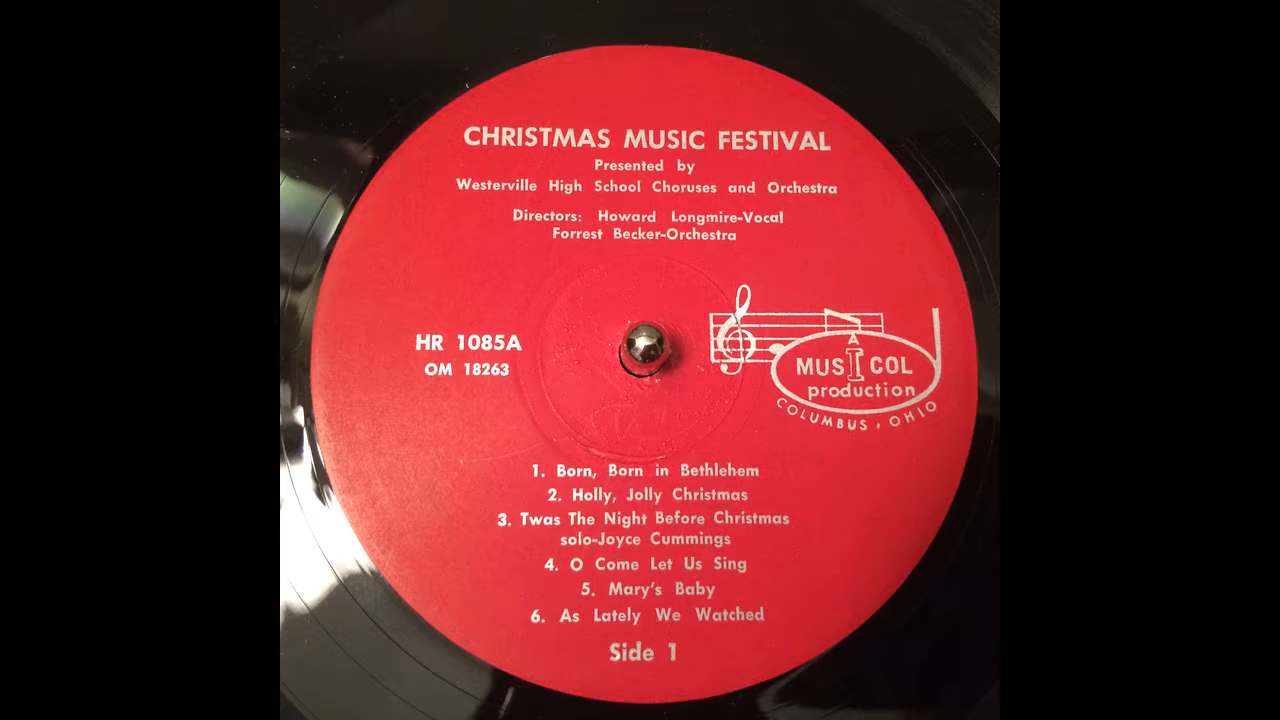 CHRISTMAS MUSIC FESTIVAL
Presented by
Westerville High School Choruses and Orchestra
Directors: Howard Longmire-Vocal
Forrest Becker-Orchestra
HR 1085A
OM 18263
A
MUSICOL
production
COLUMBUS, OHIO
1. Born, Born in Bethlehem
2. Holly, Jolly Christmas
3. Twas The Night Before Christmas
solo-Joyce Cummings
4. O Come Let Us Sing
5. Mary's Baby
6. As Lately We Watched
Side 1